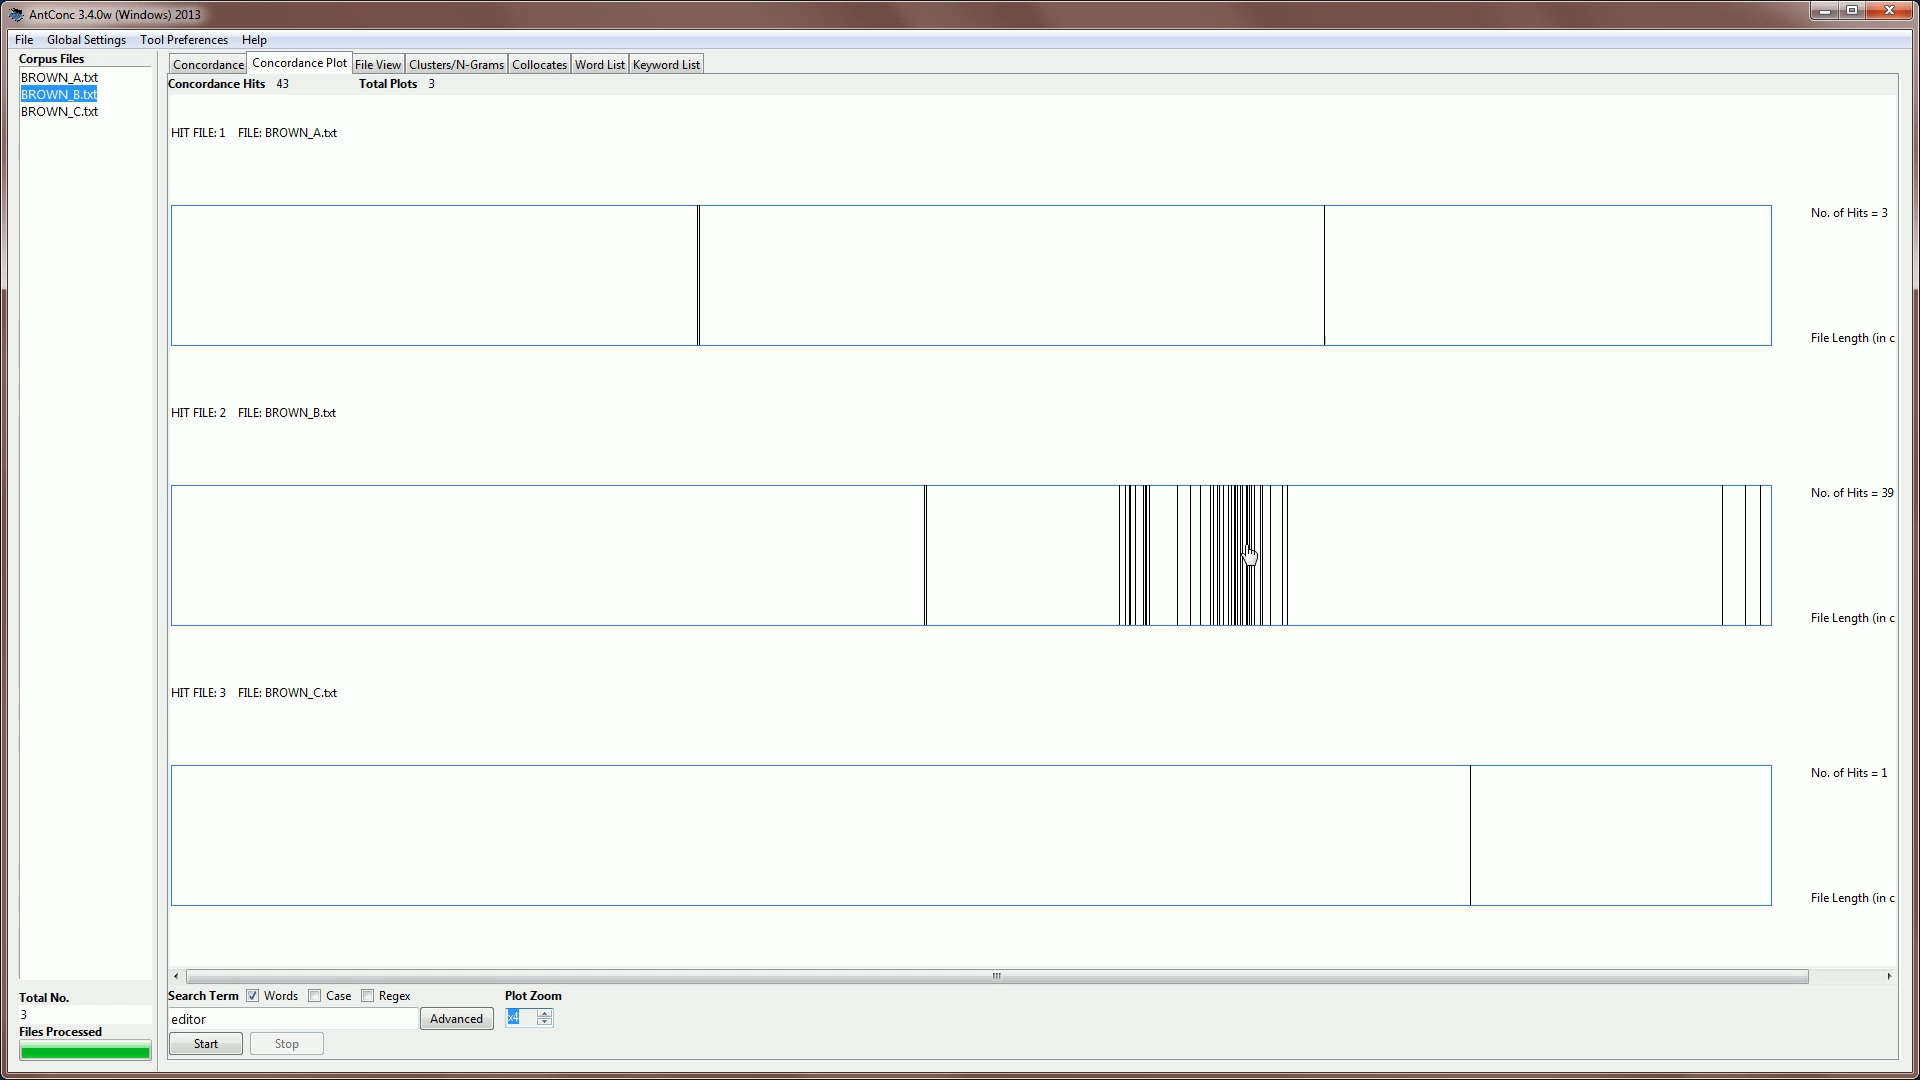 AntConc 3.4.0w (Windows) 2013
File Global Settings Tool Preferences Help
Corpus Files
BROWN_A.txt
BROWN_B.txt
BROWN_C.txt
Concordance Concordance Plot File View Clusters/N-Grams Collocates Word List Keyword List
Concordance Hits 43 Total Plots 3
HIT FILE: 1 FILE: BROWN_A.txt
No. of Hits = 3
File Length (in c
HIT FILE: 2 FILE: BROWN_B.txt
No. of Hits = 39
File Length (in c
HIT FILE: 3 FILE: BROWN_C.txt
No. of Hits = 1
File Length (in c
Total No.
3
Files Processed
Search Term Words Case Regex Plot Zoom
editor Advanced x4
Start Stop